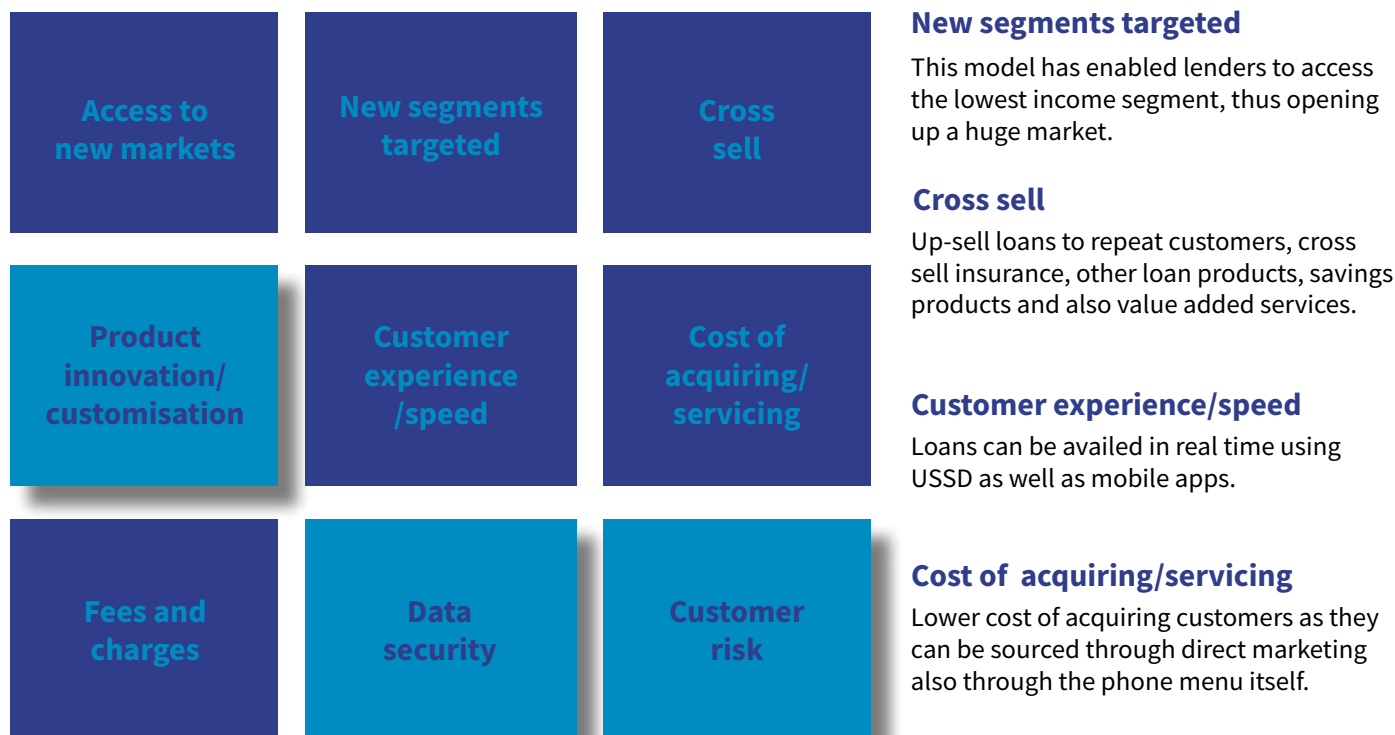 Access to
new markets
New segments
targeted
Cross
sell
Product
innovation/
customisation
Customer
experience
/speed
Cost of
acquiring/
servicing
Fees and
charges
Data
security
Customer
risk
New segments targeted
This model has enabled lenders to access
the lowest income segment, thus opening
up a huge market.
Cross sell
Up-sell loans to repeat customers, cross
sell insurance, other loan products, savings
products and also value added services.
Customer experience/speed
Loans can be availed in real time using
USSD as well as mobile apps.
Cost of  acquiring/servicing
Lower cost of acquiring customers as they
can be sourced through direct marketing
also through the phone menu itself.